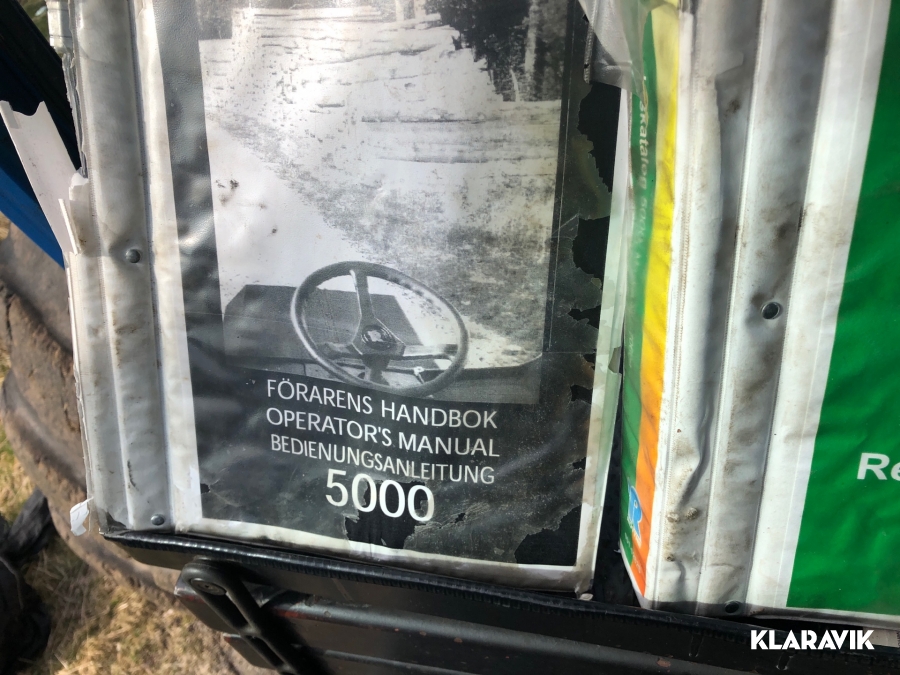 FÖRARENS HANDBOK
OPERATOR'S MANUAL
BEDIENUNGSANLEITUNG
5000
Re
KLARAVIK